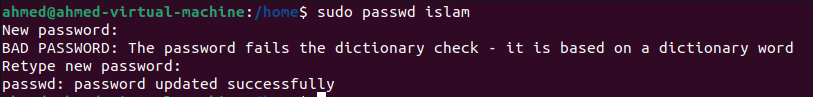 ahmed@ahmed-virtual-machine:/home$ sudo passwd islam
New password:
BAD PASSWORD: The password fails the dictionary check - it is based on a dictionary word
Retype new password:
passwd: password updated successfully